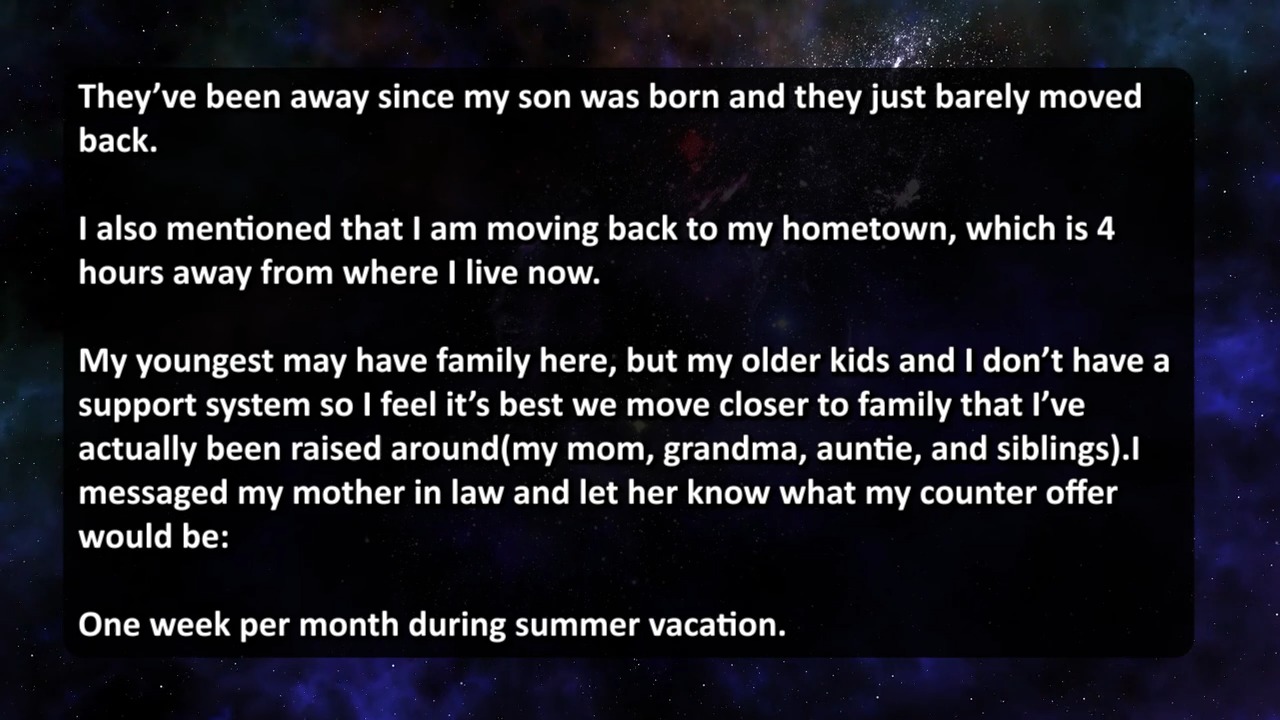 They’ve been away since my son was born and they just barely moved
back.
I also mentioned that I am moving back to my hometown, which is 4
hours away from where I live now.
My youngest may have family here, but my older kids and I don’t have a
support system so I feel it’s best we move closer to family that I’ve
actually been raised around(my mom, grandma, auntie, and siblings).I
messaged my mother in law and let her know what my counter offer
would be:
One week per month during summer vacation.